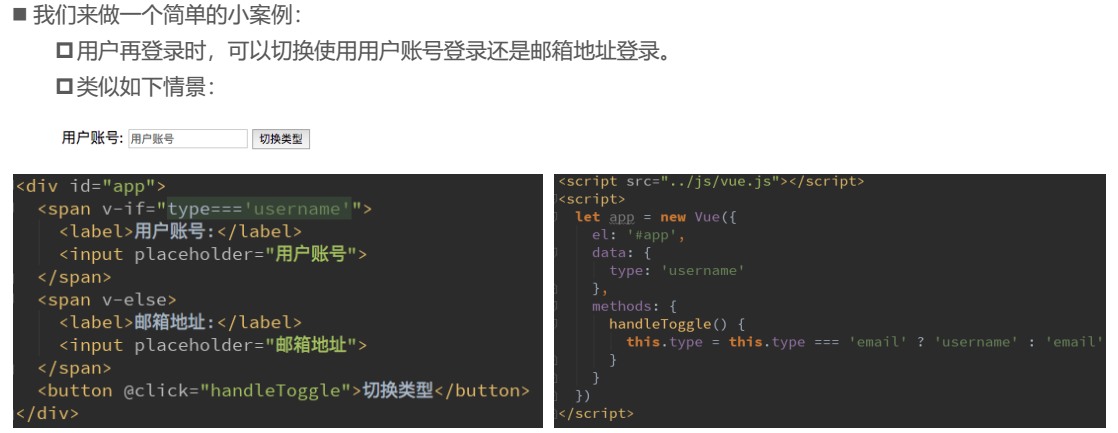 ■ 我们来做一个简单的小案例：
用户再登录时，可以切换使用用户账号登录还是邮箱地址登录。
类似如下情景：
用户账号: 用户账号 切换类型
<div id="app">
  <span v-if="type==='username'">
    <label>用户账号:</label>
    <input placeholder="用户账号">
  </span>
  <span v-else>
    <label>邮箱地址:</label>
    <input placeholder="邮箱地址">
  </span>
  <button @click="handleToggle">切换类型</button>
</div>
<script src="../js/vue.js"></script>
<script>
  let app = new Vue({
    el: '#app',
    data: {
      type: 'username'
    },
    methods: {
      handleToggle() {
        this.type = this.type === 'email' ? 'username' : 'email'
      }
    }
  })
</script>